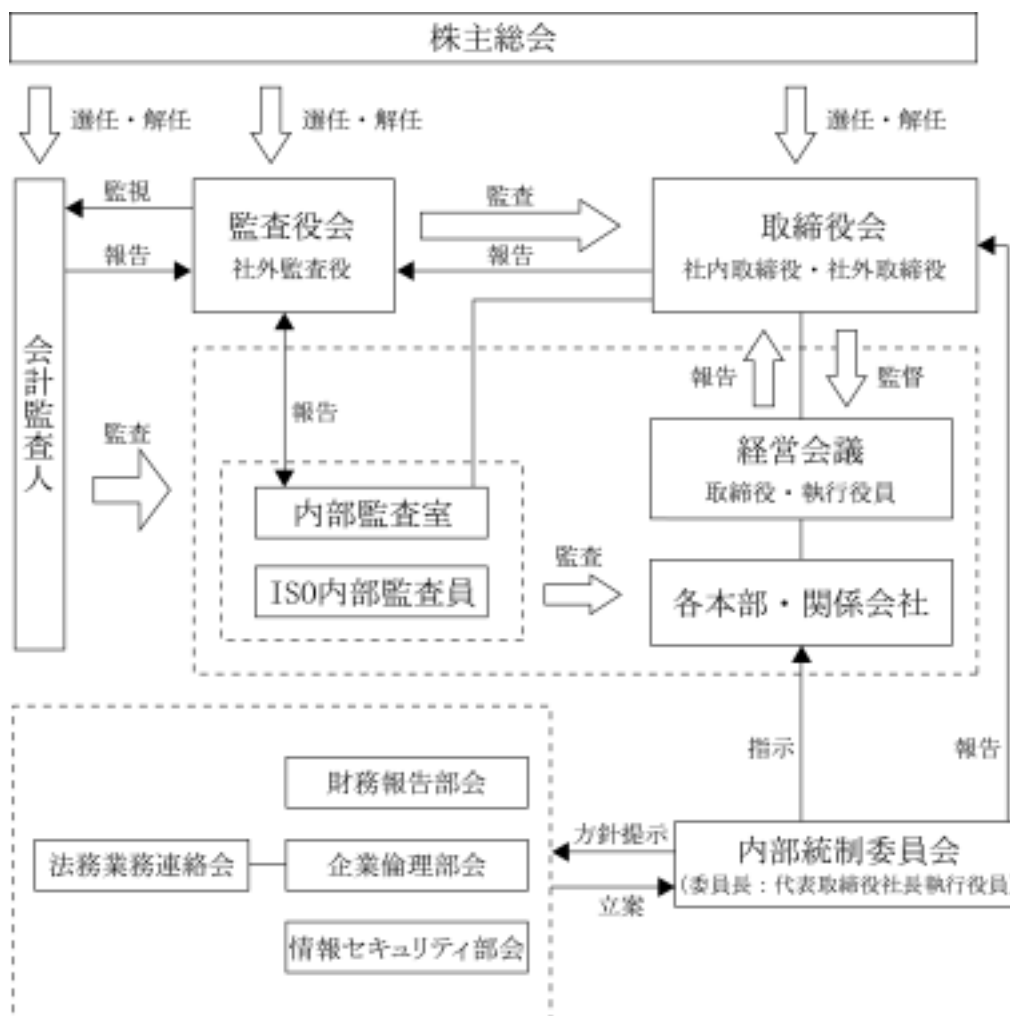 株主総会
選任・解任
選任・解任
選任・解任
監視
監査役会
社外監査役
監査
取締役会
社内取締役・社外取締役
報告
報告
会計監査人
報告
監督
報告
経営会議
取締役・執行役員
監査
内部監査室
ISO内部監査員
監査
各本部・関係会社
指示
報告
財務報告部会
法務業務連絡会
企業倫理部会
情報セキュリティ部会
方針提示
立案
内部統制委員会
(委員長:代表取締役社長執行役員)